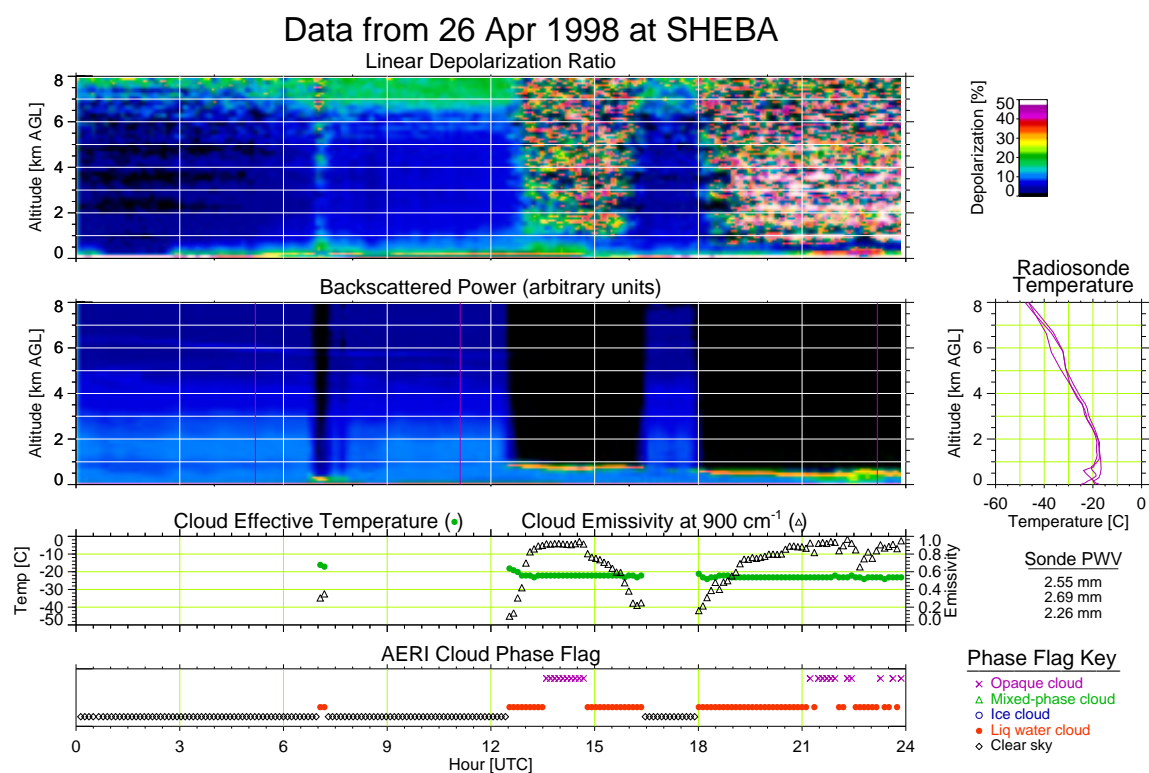 Data from 26 Apr 1998 at SHEBA
Linear Depolarization Ratio
8
6
4
2
0
Altitude [km AGL]
50
40
30
20
10
0
Depolarization [%]
Backscattered Power (arbitrary units)
8
6
4
2
0
Altitude [km AGL]
Radiosonde
Temperature
8
6
4
2
0
Altitude [km AGL]
-60 -40 -20 0
Temperature [C]
Cloud Effective Temperature (●) Cloud Emissivity at 900 cm⁻¹ (△)
0
-10
-20
-30
-40
-50
Temp [C]
1.0
0.8
0.6
0.4
0.2
0.0
Emissivity
Sonde PWV
2.55 mm
2.69 mm
2.26 mm
AERI Cloud Phase Flag
0 3 6 9 12 15 18 21 24
Hour [UTC]
Phase Flag Key
× Opaque cloud
△ Mixed-phase cloud
○ Ice cloud
● Liq water cloud
◇ Clear sky